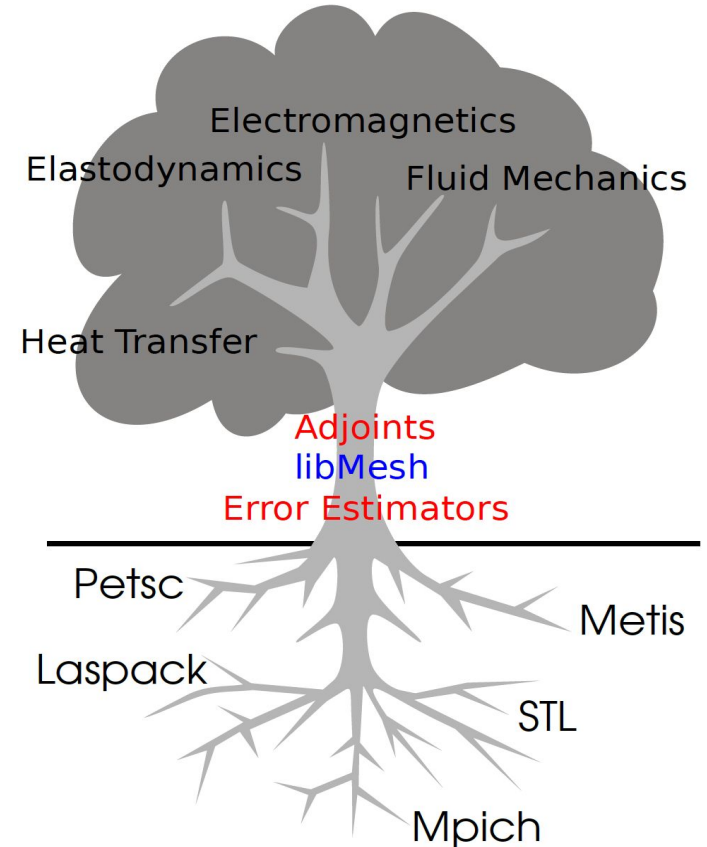 Electromagnetics
Elastodynamics
Fluid Mechanics
Heat Transfer
Adjoints
libMesh
Error Estimators
Petsc
Metis
Laspack
STL
Mpich